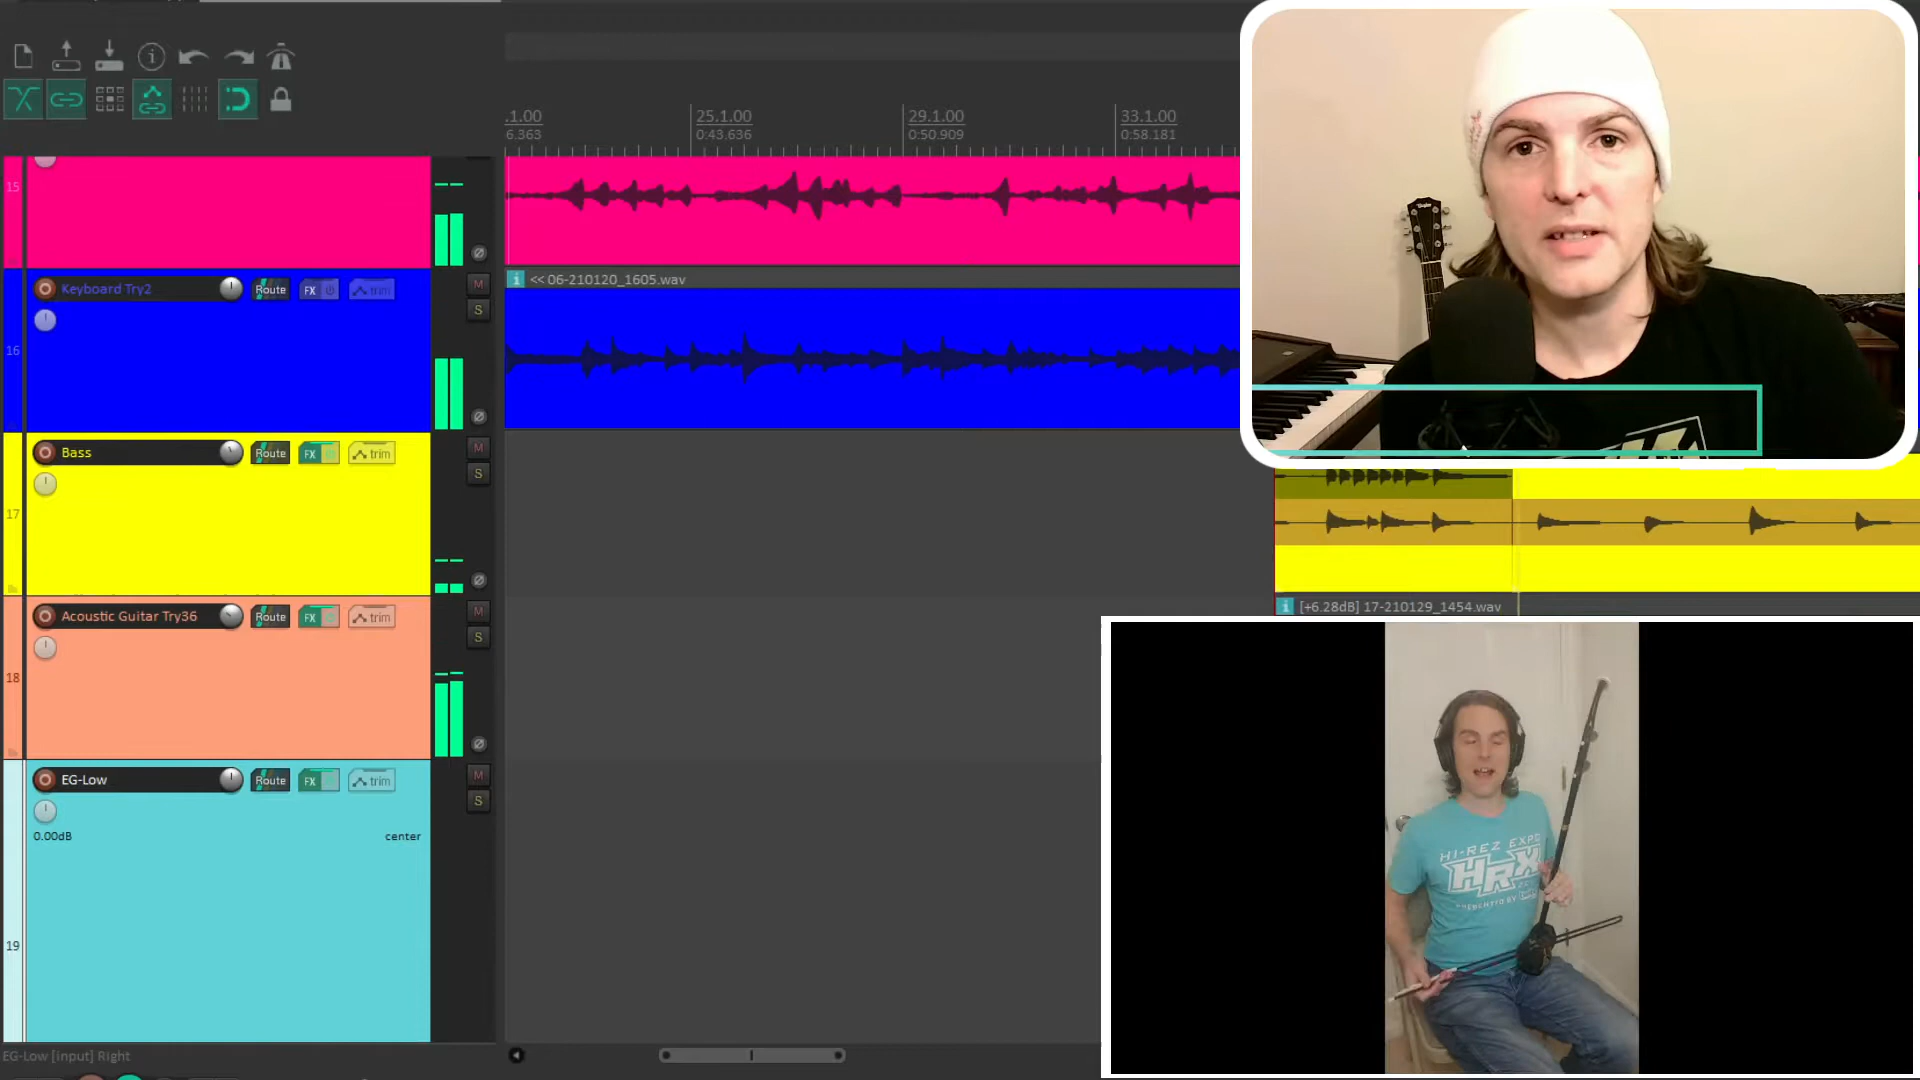 .1.00
25.1.00
29.1.00
33.1.00
6.363
0:43.636
0:50.909
0:58.181
15
<< 06-210120_1605.wav
M
Keyboard Try2
Route
FX
trim
S
16
Bass
Route
FX
trim
M
S
17
[+6.28dB] 17-210129_1454.wav
Acoustic Guitar Try36
Route
FX
trim
M
S
18
EG-Low
Route
FX
trim
M
S
0.00dB
center
19
EG-Low [input] Right
Taylor
HI-REZ EXPO
HRX
PRESENTED BY